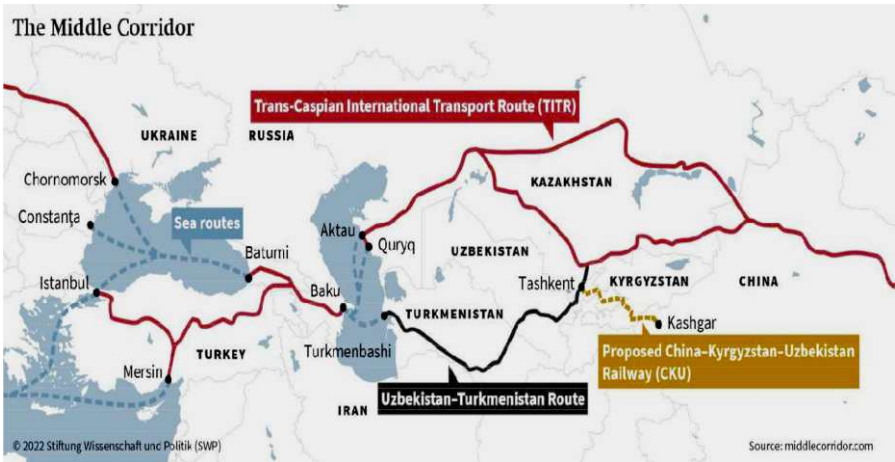 The Middle Corridor
Trans-Caspian International Transport Route (TITR)
UKRAINE
RUSSIA
Chornomorsk
KAZAKHSTAN
Constanţa
Sea routes
Aktau
Quryq
UZBEKISTAN
Batumi
Istanbul
Baku
Tashkent
KYRGYZSTAN
CHINA
TURKMENISTAN
Kashgar
TURKEY
Turkmenbashi
Proposed China–Kyrgyzstan–Uzbekistan
Railway (CKU)
Mersin
Uzbekistan–Turkmenistan Route
IRAN
© 2022 Stiftung Wissenschaft und Politik (SWP)
Source: middlecorridor.com